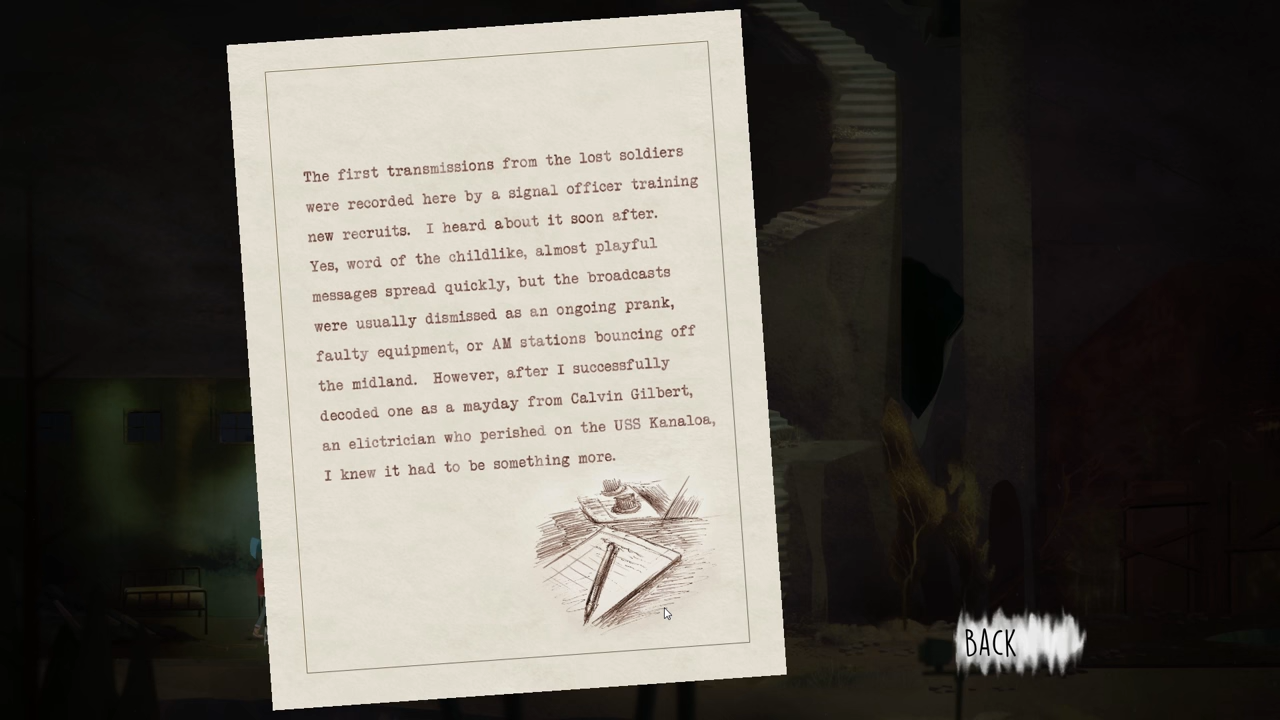 The first transmissions from the lost soldiers
were recorded here by a signal officer training
new recruits.  I heard about it soon after.
Yes, word of the childlike, almost playful
messages spread quickly, but the broadcasts
were usually dismissed as an ongoing prank,
faulty equipment, or AM stations bouncing off
the midland.  However, after I successfully
decoded one as a mayday from Calvin Gilbert,
an elictrician who perished on the USS Kanaloa,
I knew it had to be something more.
BACK